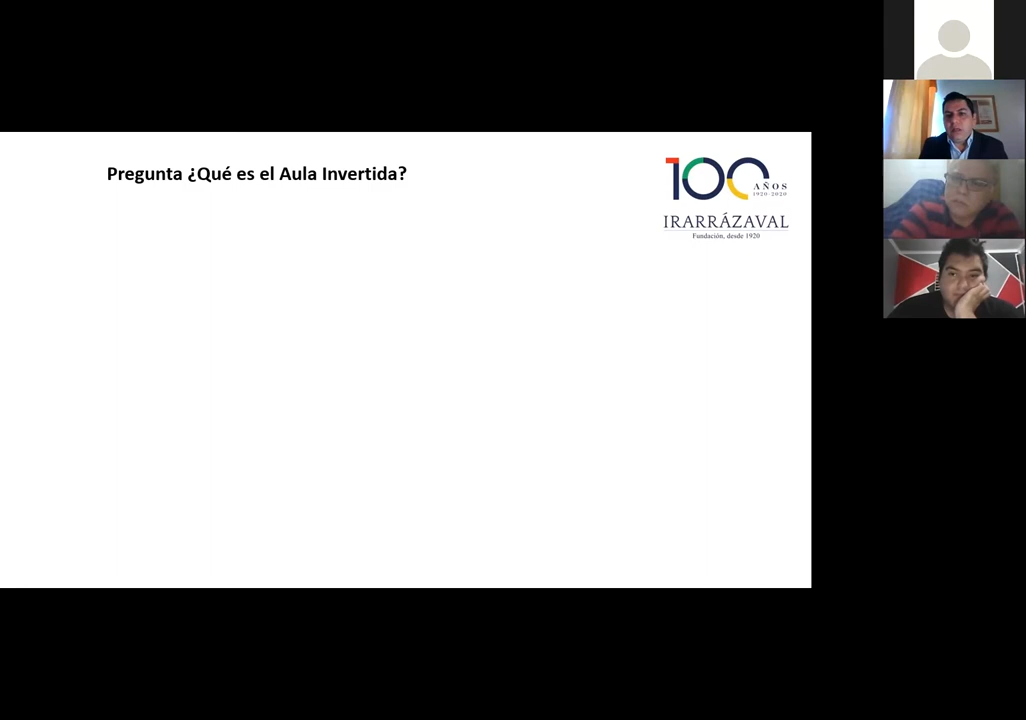 Pregunta ¿Qué es el Aula Invertida?
100
AÑOS
1920-2020
IRARRÁZAVAL
Fundación, desde 1920